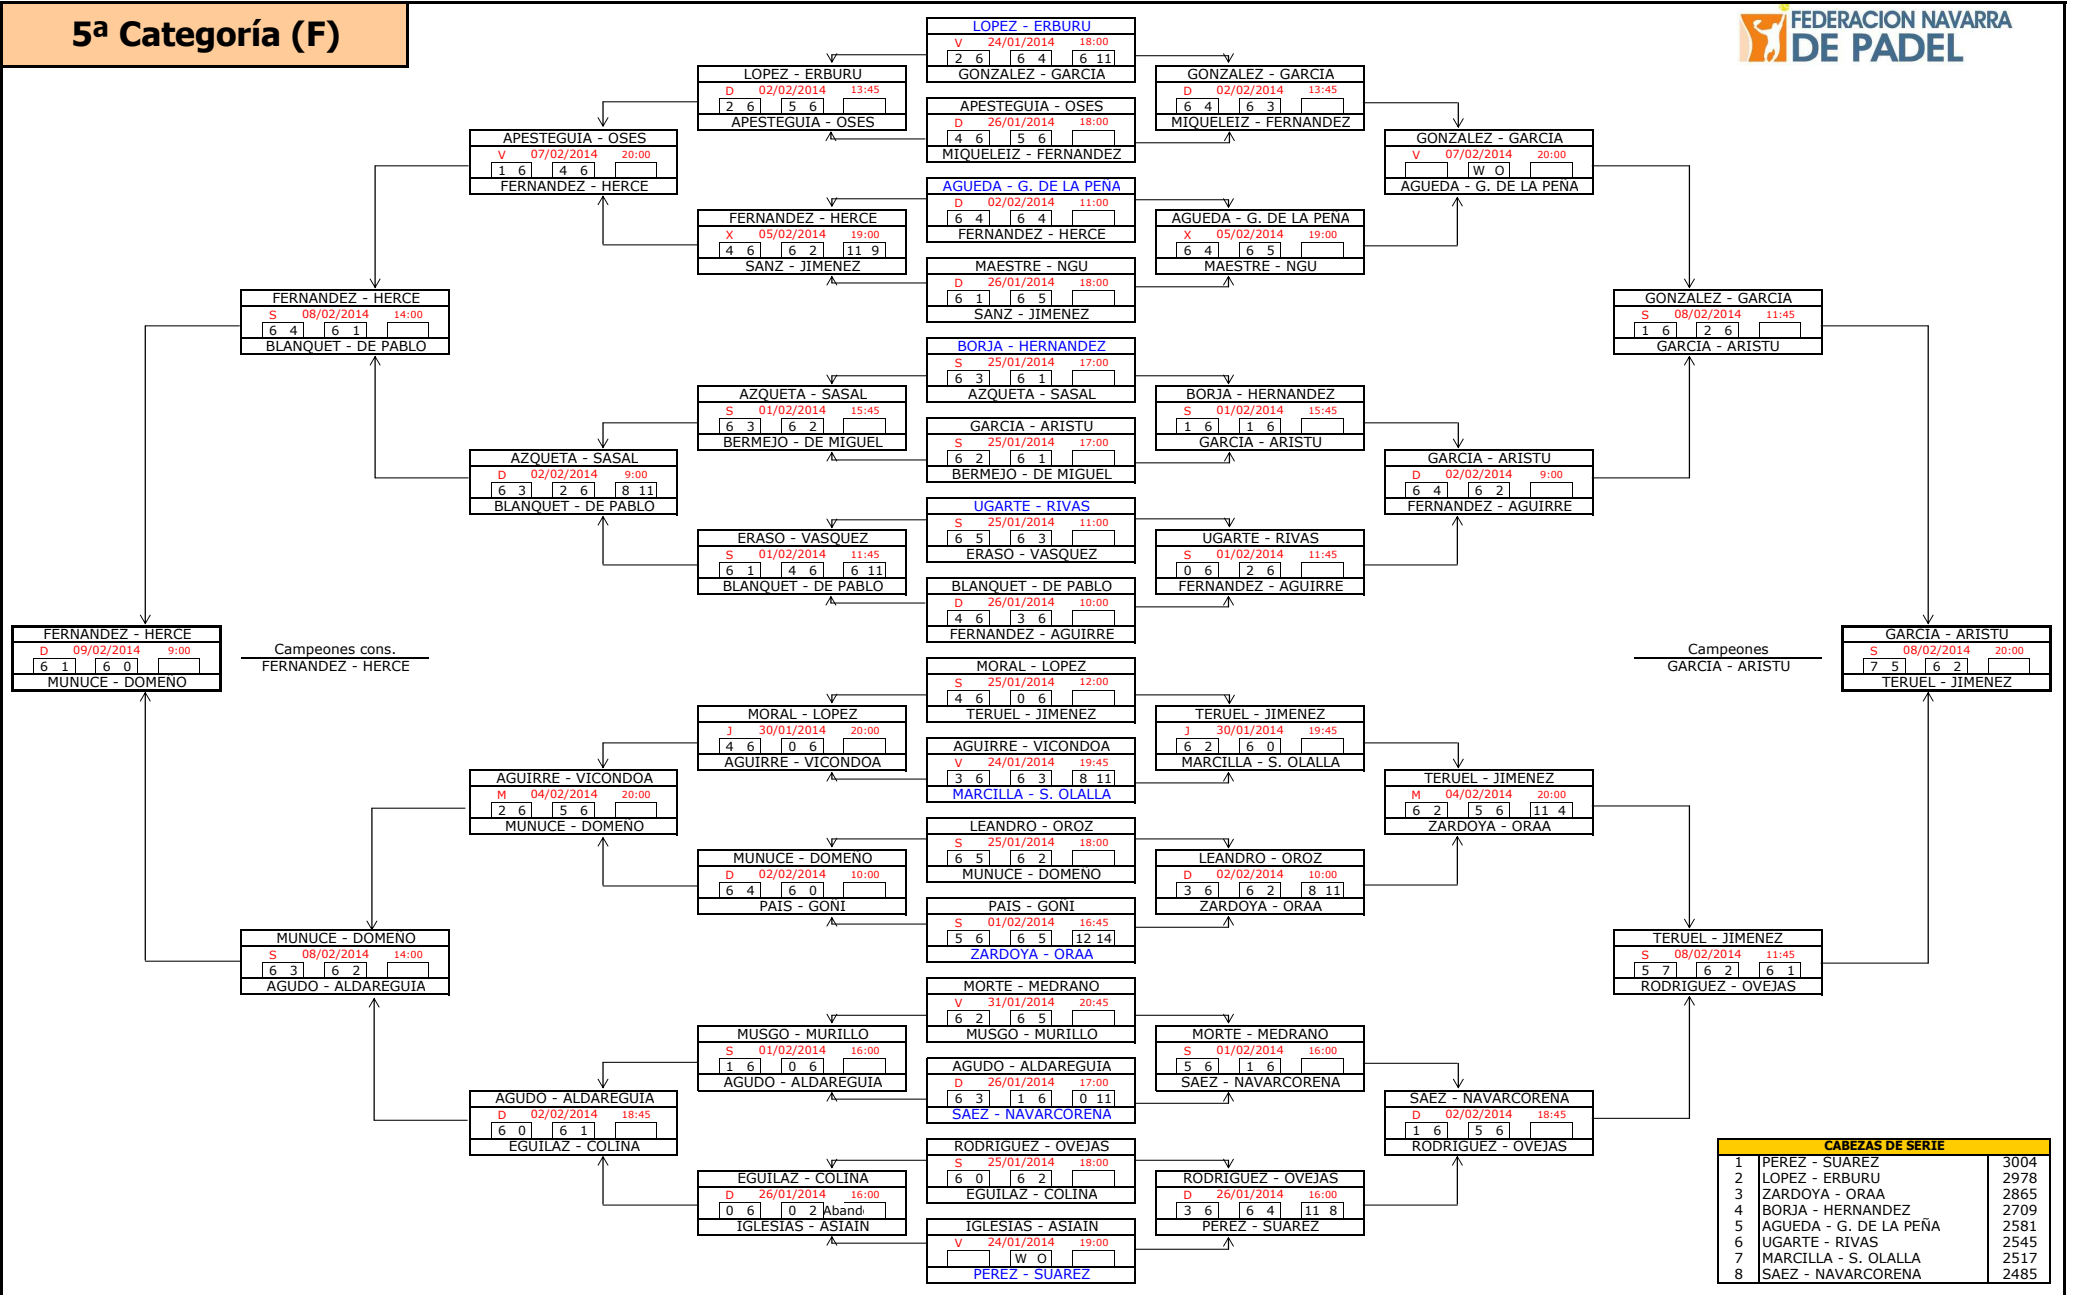 5ª Categoría (F)
FEDERACION NAVARRA
DE PADEL
LOPEZ - ERBURU
V 24/01/2014 18:00
2 6 6 4 6 11
GONZALEZ - GARCIA
APESTEGUIA - OSES
D 26/01/2014 18:00
4 6 5 6
MIQUELEIZ - FERNANDEZ
AGUEDA - G. DE LA PEÑA
D 02/02/2014 11:00
6 4 6 4
FERNANDEZ - HERCE
MAESTRE - NGU
D 26/01/2014 18:00
6 1 6 5
SANZ - JIMENEZ
BORJA - HERNANDEZ
S 25/01/2014 17:00
6 3 6 1
AZQUETA - SASAL
GARCIA - ARISTU
S 25/01/2014 17:00
6 2 6 1
BERMEJO - DE MIGUEL
UGARTE - RIVAS
S 25/01/2014 11:00
6 5 6 3
ERASO - VASQUEZ
BLANQUET - DE PABLO
D 26/01/2014 10:00
4 6 3 6
FERNANDEZ - AGUIRRE
MORAL - LOPEZ
S 25/01/2014 12:00
4 6 0 6
TERUEL - JIMENEZ
AGUIRRE - VICONDOA
V 24/01/2014 19:45
3 6 6 3 8 11
MARCILLA - S. OLALLA
LEANDRO - OROZ
S 25/01/2014 18:00
6 5 6 2
MUNUCE - DOMEÑO
PAIS - GOÑI
S 01/02/2014 16:45
5 6 6 5 12 14
ZARDOYA - ORAA
MORTE - MEDRANO
V 31/01/2014 20:45
6 2 6 5
MUSGO - MURILLO
AGUDO - ALDAREGUIA
D 26/01/2014 17:00
6 3 1 6 0 11
SAEZ - NAVARCORENA
RODRIGUEZ - OVEJAS
S 25/01/2014 18:00
6 0 6 2
EGUILAZ - COLINA
IGLESIAS - ASIAIN
V 24/01/2014 19:00
W O
PEREZ - SUAREZ
LOPEZ - ERBURU
D 02/02/2014 13:45
2 6 5 6
APESTEGUIA - OSES
FERNANDEZ - HERCE
X 05/02/2014 19:00
4 6 6 2 11 9
SANZ - JIMENEZ
AZQUETA - SASAL
S 01/02/2014 15:45
6 3 6 2
BERMEJO - DE MIGUEL
ERASO - VASQUEZ
S 01/02/2014 11:45
6 1 4 6 6 11
BLANQUET - DE PABLO
MORAL - LOPEZ
J 30/01/2014 20:00
4 6 0 6
AGUIRRE - VICONDOA
MUNUCE - DOMEÑO
D 02/02/2014 10:00
6 4 6 0
PAIS - GOÑI
MUSGO - MURILLO
S 01/02/2014 16:00
1 6 0 6
AGUDO - ALDAREGUIA
EGUILAZ - COLINA
D 26/01/2014 16:00
0 6 0 2 Aband
IGLESIAS - ASIAIN
APESTEGUIA - OSES
V 07/02/2014 20:00
1 6 4 6
FERNANDEZ - HERCE
AZQUETA - SASAL
D 02/02/2014 9:00
6 3 2 6 8 11
BLANQUET - DE PABLO
AGUIRRE - VICONDOA
M 04/02/2014 20:00
2 6 5 6
MUNUCE - DOMEÑO
AGUDO - ALDAREGUIA
D 02/02/2014 18:45
6 0 6 1
EGUILAZ - COLINA
FERNANDEZ - HERCE
S 08/02/2014 14:00
6 4 6 1
BLANQUET - DE PABLO
MUNUCE - DOMEÑO
S 08/02/2014 14:00
6 3 6 2
AGUDO - ALDAREGUIA
FERNANDEZ - HERCE
D 09/02/2014 9:00
6 1 6 0
MUNUCE - DOMEÑO
Campeones cons.
FERNANDEZ - HERCE
GONZALEZ - GARCIA
D 02/02/2014 13:45
6 4 6 3
MIQUELEIZ - FERNANDEZ
AGUEDA - G. DE LA PEÑA
X 05/02/2014 19:00
6 4 6 5
MAESTRE - NGU
BORJA - HERNANDEZ
S 01/02/2014 15:45
1 6 1 6
GARCIA - ARISTU
UGARTE - RIVAS
S 01/02/2014 11:45
0 6 2 6
FERNANDEZ - AGUIRRE
TERUEL - JIMENEZ
J 30/01/2014 19:45
6 2 6 0
MARCILLA - S. OLALLA
LEANDRO - OROZ
D 02/02/2014 10:00
3 6 6 2 8 11
ZARDOYA - ORAA
MORTE - MEDRANO
S 01/02/2014 16:00
5 6 1 6
SAEZ - NAVARCORENA
RODRIGUEZ - OVEJAS
D 26/01/2014 16:00
3 6 6 4 11 8
PEREZ - SUAREZ
GONZALEZ - GARCIA
V 07/02/2014 20:00
W O
AGUEDA - G. DE LA PEÑA
GARCIA - ARISTU
D 02/02/2014 9:00
6 4 6 2
FERNANDEZ - AGUIRRE
TERUEL - JIMENEZ
M 04/02/2014 20:00
6 2 5 6 11 4
ZARDOYA - ORAA
SAEZ - NAVARCORENA
D 02/02/2014 18:45
1 6 5 6
RODRIGUEZ - OVEJAS
GONZALEZ - GARCIA
S 08/02/2014 11:45
1 6 2 6
GARCIA - ARISTU
TERUEL - JIMENEZ
S 08/02/2014 11:45
5 7 6 2 6 1
RODRIGUEZ - OVEJAS
Campeones
GARCIA - ARISTU
GARCIA - ARISTU
S 08/02/2014 20:00
7 5 6 2
TERUEL - JIMENEZ
CABEZAS DE SERIE
1 PEREZ - SUAREZ 3004
2 LOPEZ - ERBURU 2978
3 ZARDOYA - ORAA 2865
4 BORJA - HERNANDEZ 2709
5 AGUEDA - G. DE LA PEÑA 2581
6 UGARTE - RIVAS 2545
7 MARCILLA - S. OLALLA 2517
8 SAEZ - NAVARCORENA 2485